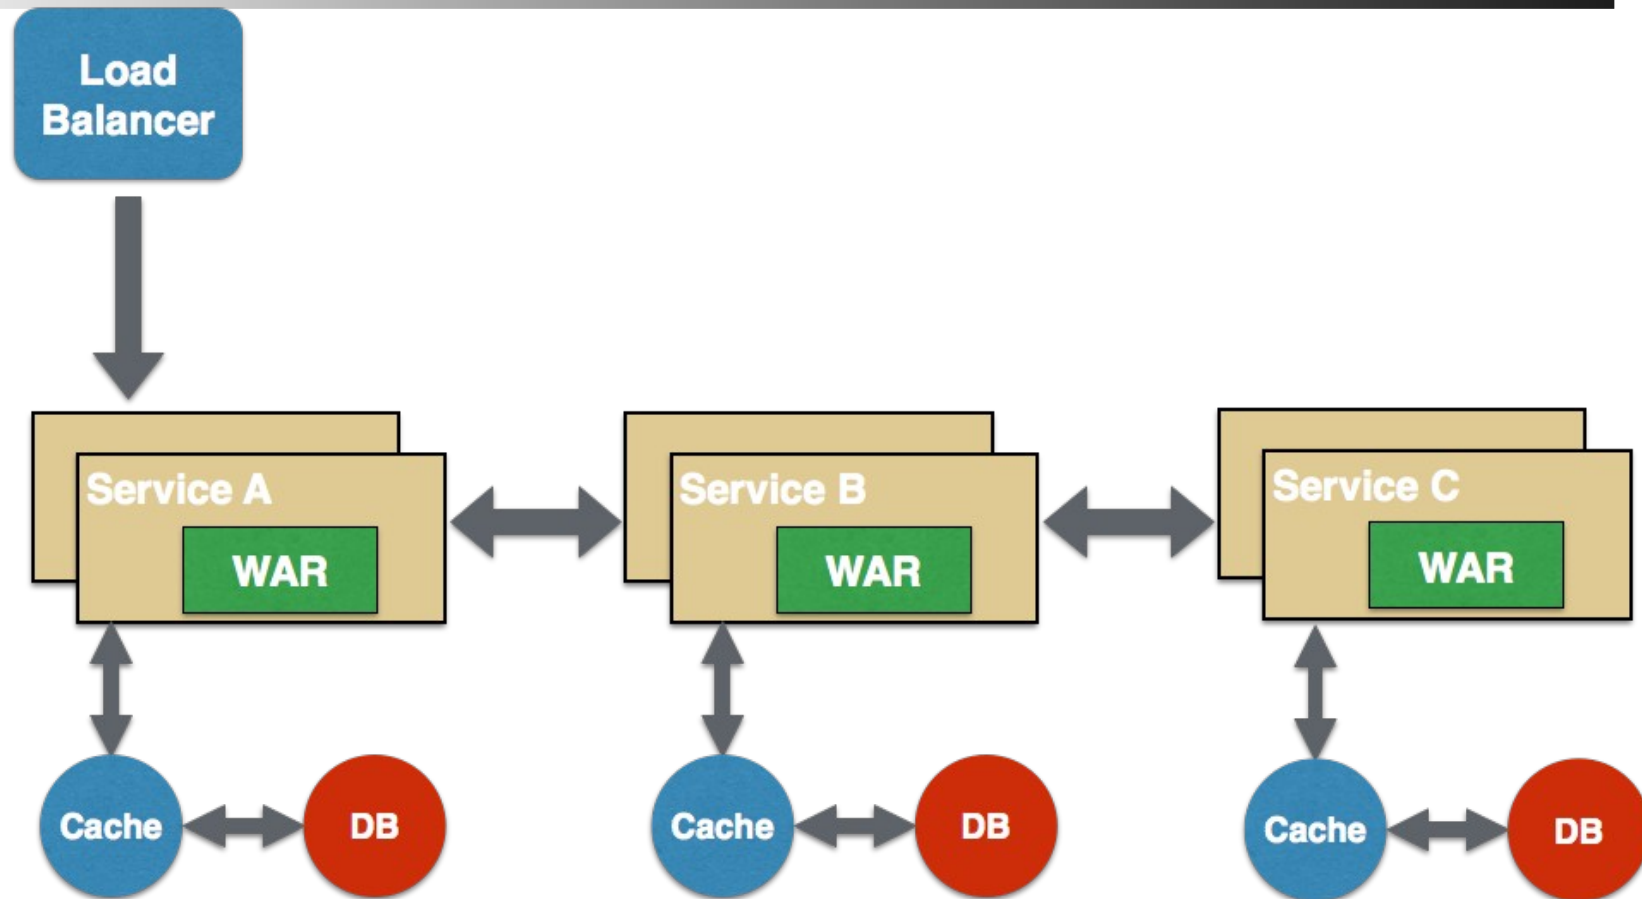 Load
Balancer
Service A
WAR
Service B
WAR
Service C
WAR
Cache
DB
Cache
DB
Cache
DB